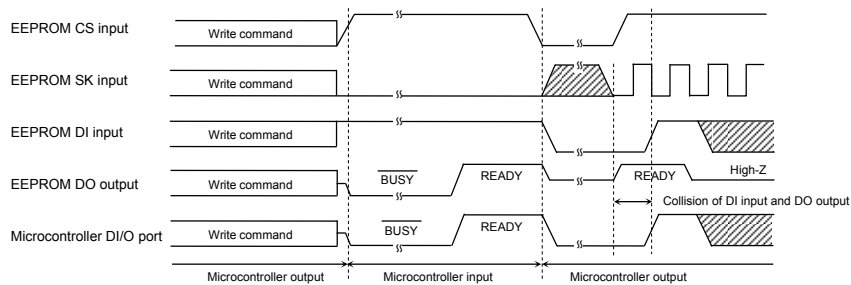 EEPROM CS input
Write command
EEPROM SK input
Write command
EEPROM DI input
Write command
EEPROM DO output
Write command
BUSY
READY
READY
High-Z
Collision of DI input and DO output
Microcontroller DI/O port
Write command
BUSY
READY
Microcontroller output
Microcontroller input
Microcontroller output